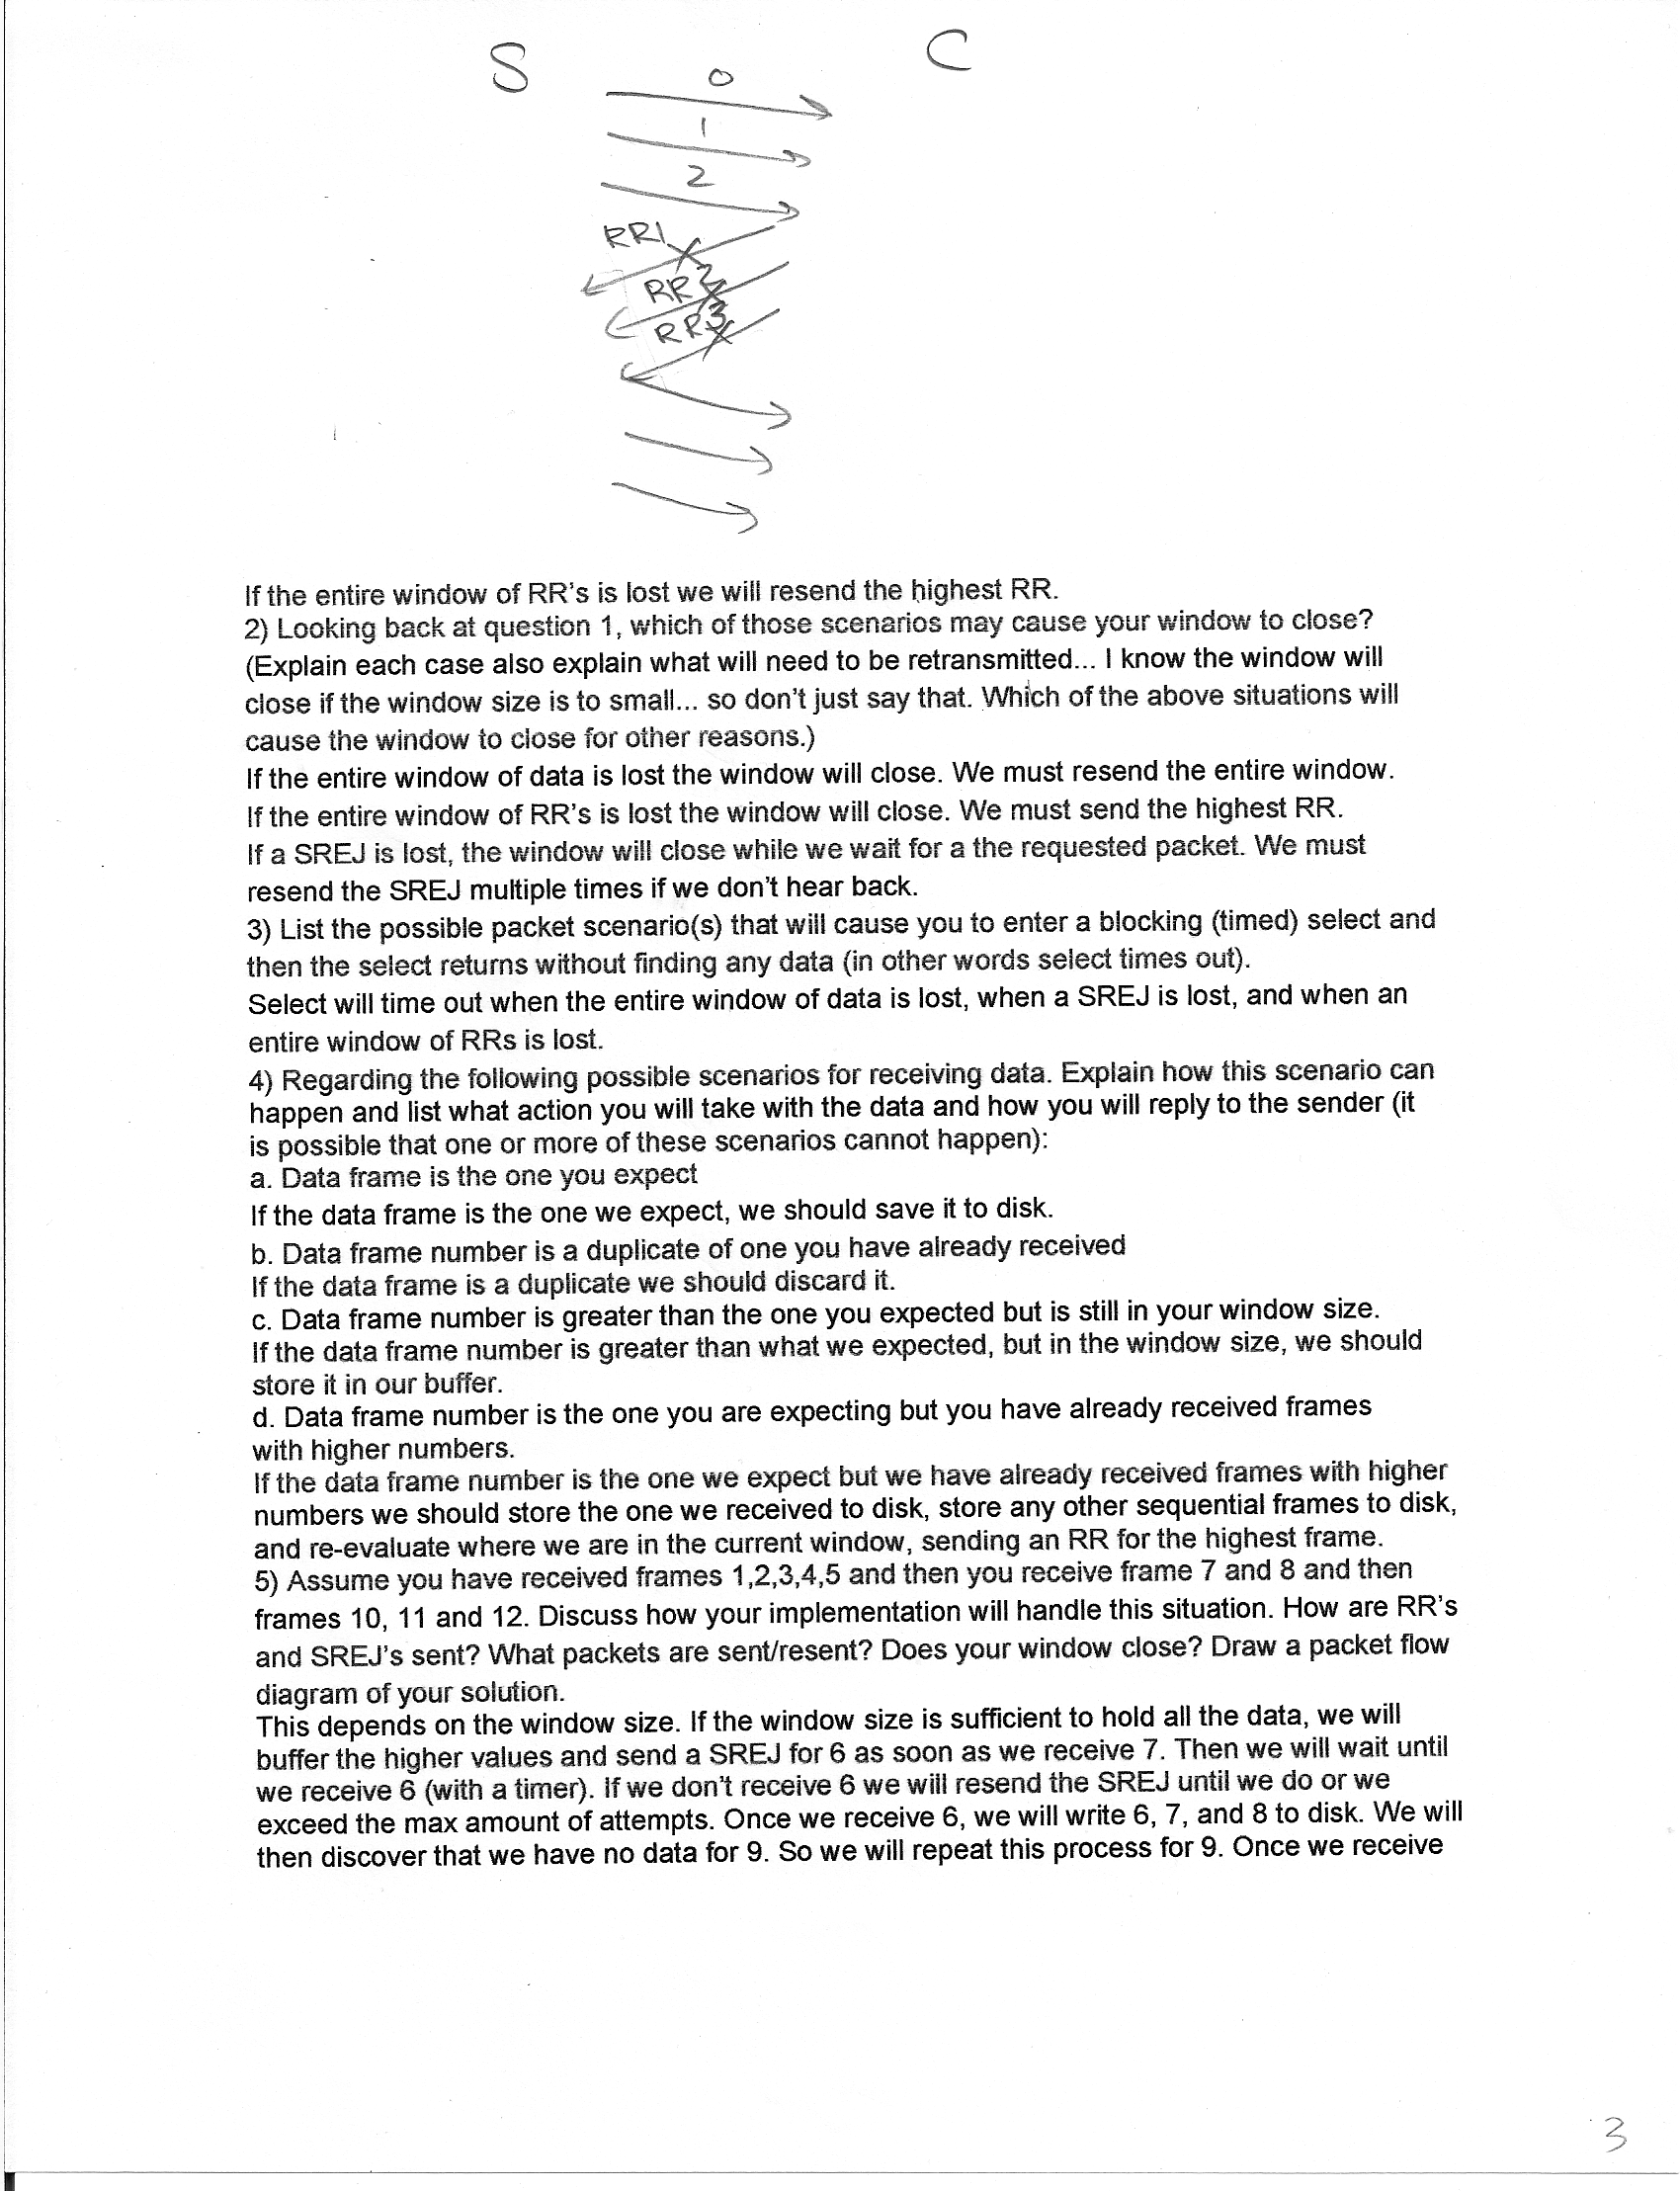 S
C
0
1
2
RR1
RR2
RR3
If the entire window of RR's is lost we will resend the highest RR.
2) Looking back at question 1, which of those scenarios may cause your window to close?
(Explain each case also explain what will need to be retransmitted... I know the window will
close if the window size is to small... so don't just say that. Which of the above situations will
cause the window to close for other reasons.)
If the entire window of data is lost the window will close. We must resend the entire window.
If the entire window of RR's is lost the window will close. We must send the highest RR.
If a SREJ is lost, the window will close while we wait for a the requested packet. We must
resend the SREJ multiple times if we don't hear back.
3) List the possible packet scenario(s) that will cause you to enter a blocking (timed) select and
then the select returns without finding any data (in other words select times out).
Select will time out when the entire window of data is lost, when a SREJ is lost, and when an
entire window of RRs is lost.
4) Regarding the following possible scenarios for receiving data. Explain how this scenario can
happen and list what action you will take with the data and how you will reply to the sender (it
is possible that one or more of these scenarios cannot happen):
a. Data frame is the one you expect
If the data frame is the one we expect, we should save it to disk.
b. Data frame number is a duplicate of one you have already received
If the data frame is a duplicate we should discard it.
c. Data frame number is greater than the one you expected but is still in your window size.
If the data frame number is greater than what we expected, but in the window size, we should
store it in our buffer.
d. Data frame number is the one you are expecting but you have already received frames
with higher numbers.
If the data frame number is the one we expect but we have already received frames with higher
numbers we should store the one we received to disk, store any other sequential frames to disk,
and re-evaluate where we are in the current window, sending an RR for the highest frame.
5) Assume you have received frames 1,2,3,4,5 and then you receive frame 7 and 8 and then
frames 10, 11 and 12. Discuss how your implementation will handle this situation. How are RR's
and SREJ's sent? What packets are sent/resent? Does your window close? Draw a packet flow
diagram of your solution.
This depends on the window size. If the window size is sufficient to hold all the data, we will
buffer the higher values and send a SREJ for 6 as soon as we receive 7. Then we will wait until
we receive 6 (with a timer). If we don't receive 6 we will resend the SREJ until we do or we
exceed the max amount of attempts. Once we receive 6, we will write 6, 7, and 8 to disk. We will
then discover that we have no data for 9. So we will repeat this process for 9. Once we receive
3